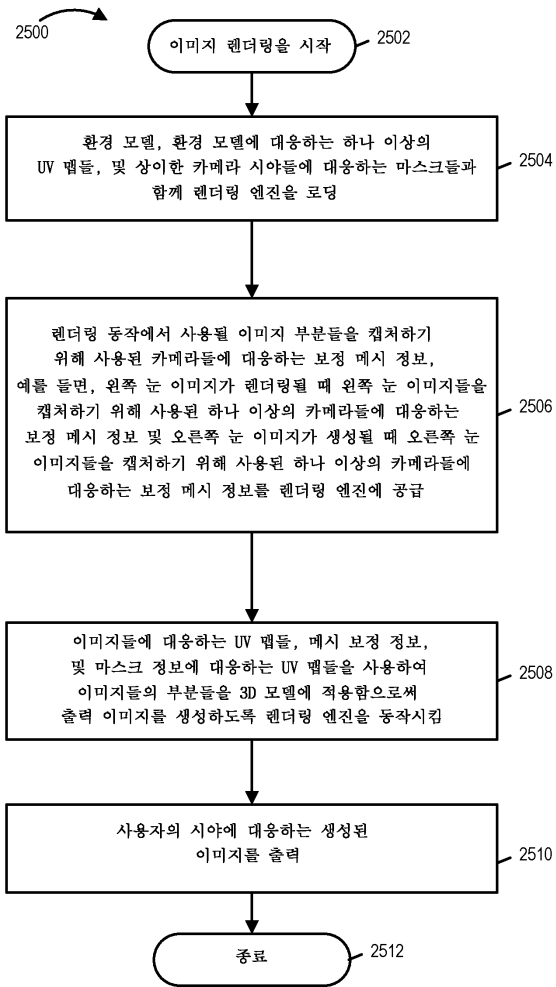 2500
이미지 렌더링을 시작
2502
환경 모델, 환경 모델에 대응하는 하나 이상의
UV 맵들, 및 상이한 카메라 시야들에 대응하는 마스크들과
함께 렌더링 엔진을 로딩
2504
렌더링 동작에서 사용될 이미지 부분들을 캡처하기
위해 사용된 카메라들에 대응하는 보정 메시 정보,
예를 들면, 왼쪽 눈 이미지가 렌더링될 때 왼쪽 눈 이미지들을
캡처하기 위해 사용된 하나 이상의 카메라들에 대응하는
보정 메시 정보 및 오른쪽 눈 이미지가 생성될 때 오른쪽 눈
이미지들을 캡처하기 위해 사용된 하나 이상의 카메라들에
대응하는 보정 메시 정보를 렌더링 엔진에 공급
2506
이미지들에 대응하는 UV 맵들, 메시 보정 정보,
및 마스크 정보에 대응하는 UV 맵들을 사용하여
이미지들의 부분들을 3D 모델에 적용함으로써
출력 이미지를 생성하도록 렌더링 엔진을 동작시킴
2508
사용자의 시야에 대응하는 생성된
이미지를 출력
2510
종료
2512